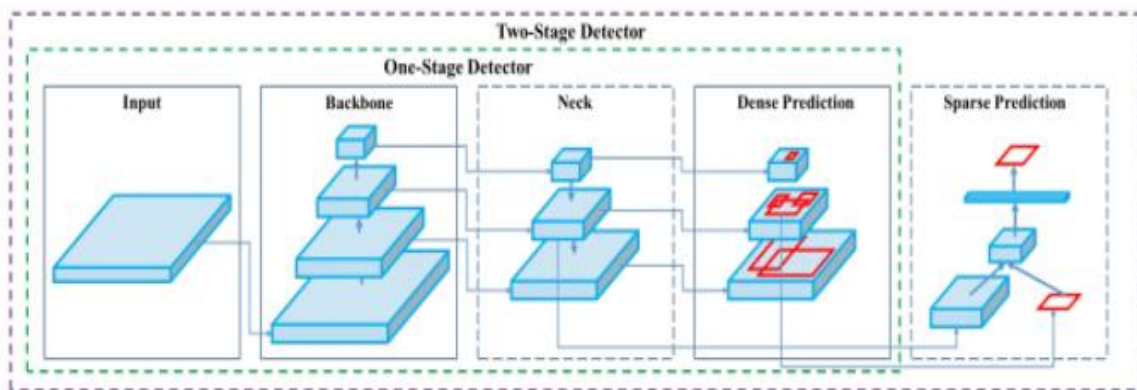 Two-Stage Detector
One-Stage Detector
Input
Backbone
Neck
Dense Prediction
Sparse Prediction